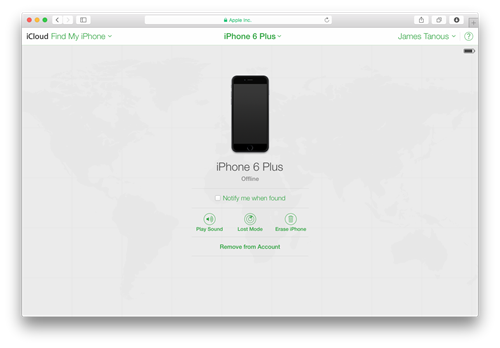 Apple Inc.
iCloud Find My iPhone
iPhone 6 Plus
James Tanous
?
iPhone 6 Plus
Offline
Notify me when found
Play Sound
Lost Mode
Erase iPhone
Remove from Account